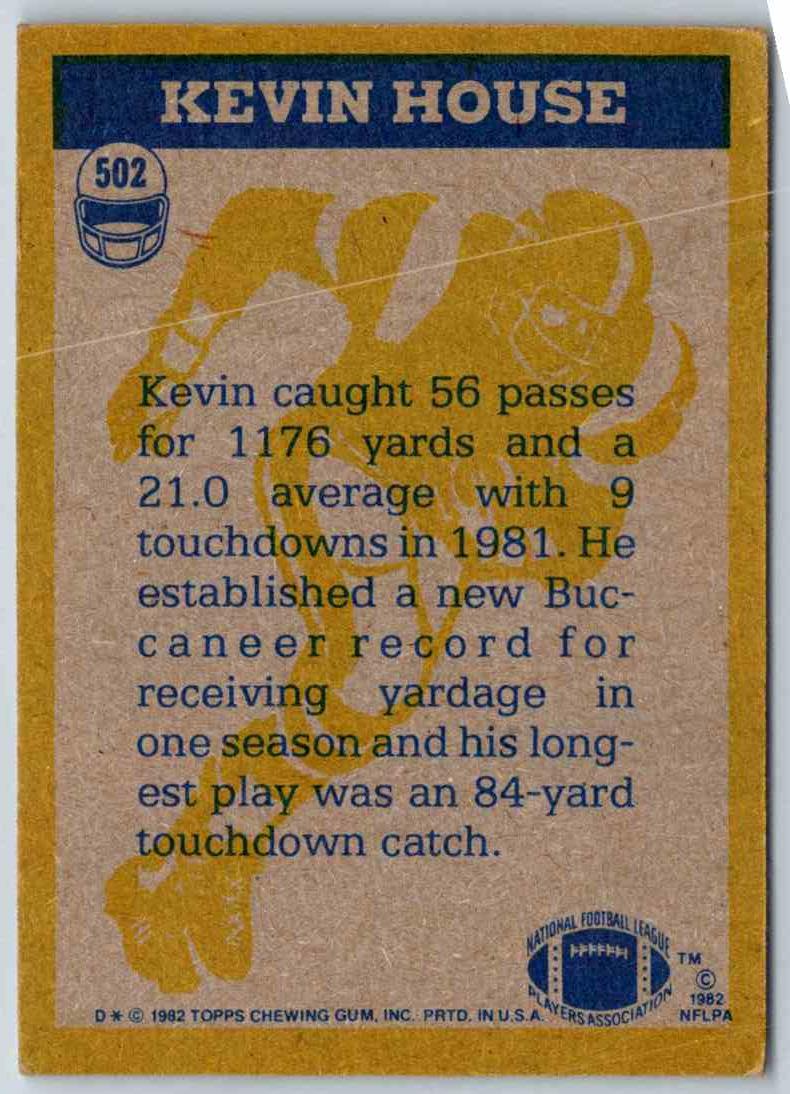 KEVIN HOUSE
502
Kevin caught 56 passes
for 1176 yards and a
21.0 average with 9
touchdowns in 1981. He
established a new Buc-
caneer record for
receiving yardage in
one season and his long-
est play was an 84-yard
touchdown catch.
NATIONAL FOOTBALL LEAGUE
PLAYERS ASSOCIATION
TM
©
1982
NFLPA
D * © 1982 TOPPS CHEWING GUM, INC. PRTD. IN U.S.A.